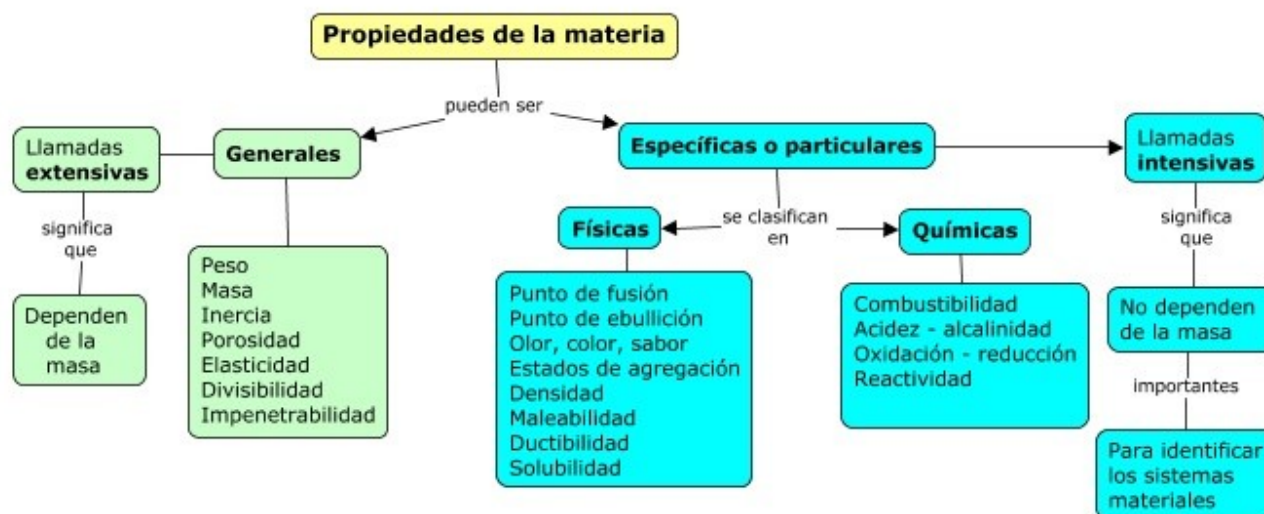 Propiedades de la materia
pueden ser
Llamadas
extensivas
Generales
Específicas o particulares
Llamadas
intensivas
significa
que
se clasifican
en
significa
que
Físicas
Químicas
Dependen
de la
masa
Peso
Masa
Inercia
Porosidad
Elasticidad
Divisibilidad
Impenetrabilidad
Punto de fusión
Punto de ebullición
Olor, color, sabor
Estados de agregación
Densidad
Maleabilidad
Ductibilidad
Solubilidad
Combustibilidad
Acidez - alcalinidad
Oxidación - reducción
Reactividad
No dependen
de la masa
importantes
Para identificar
los sistemas
materiales